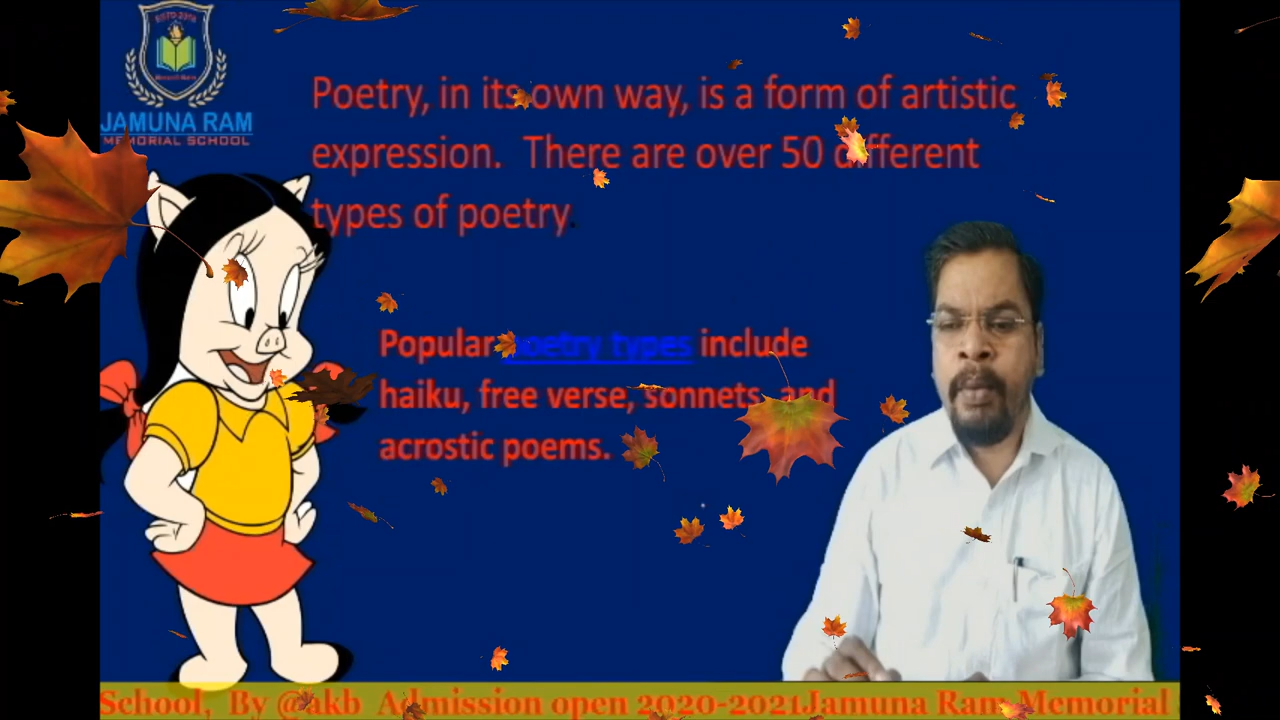 JAMUNA RAM
MEMORIAL SCHOOL
Poetry, in its own way, is a form of artistic
expression. There are over 50 different
types of poetry.
Popular poetry types include
haiku, free verse, sonnets, and
acrostic poems.
School, By @akb Admission open 2020-2021Jamuna Ram Memorial